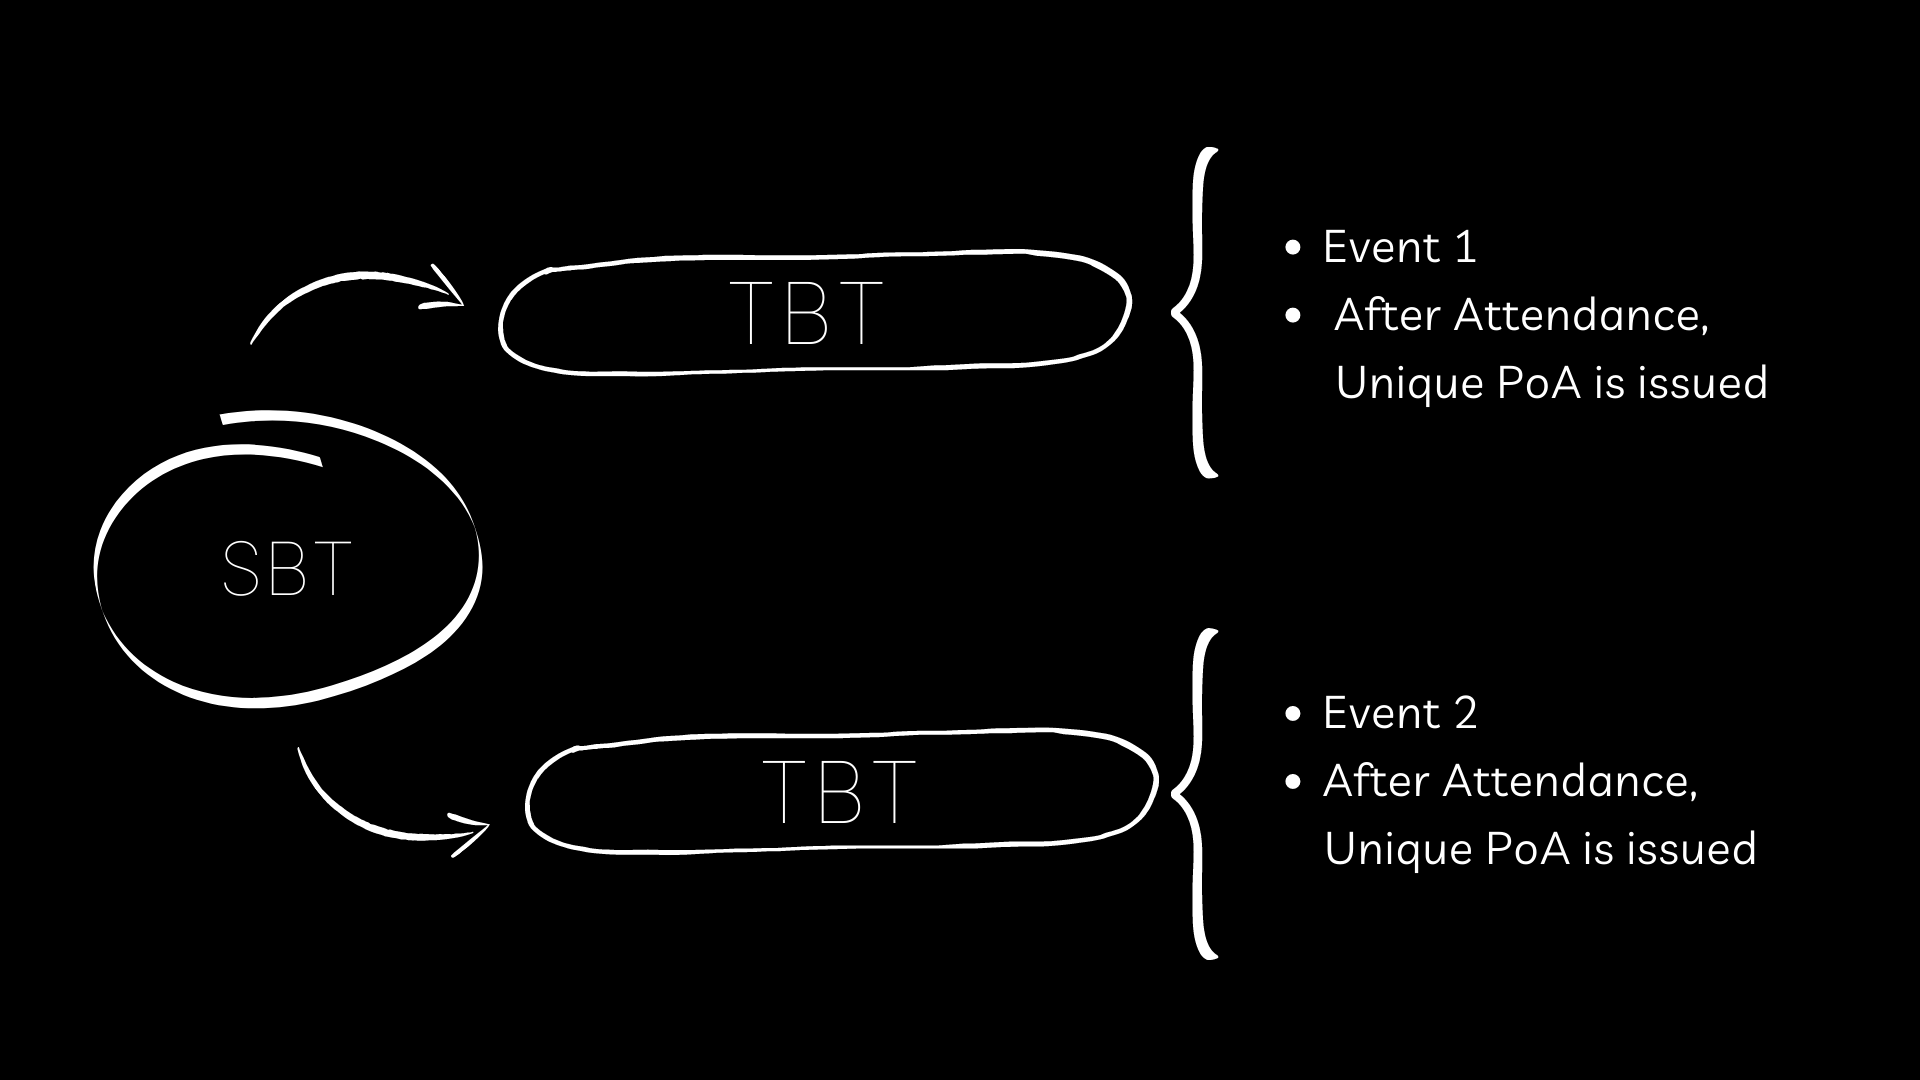 TBT
• Event 1
• After Attendance,
Unique PoA is issued
SBT
TBT
• Event 2
• After Attendance,
Unique PoA is issued